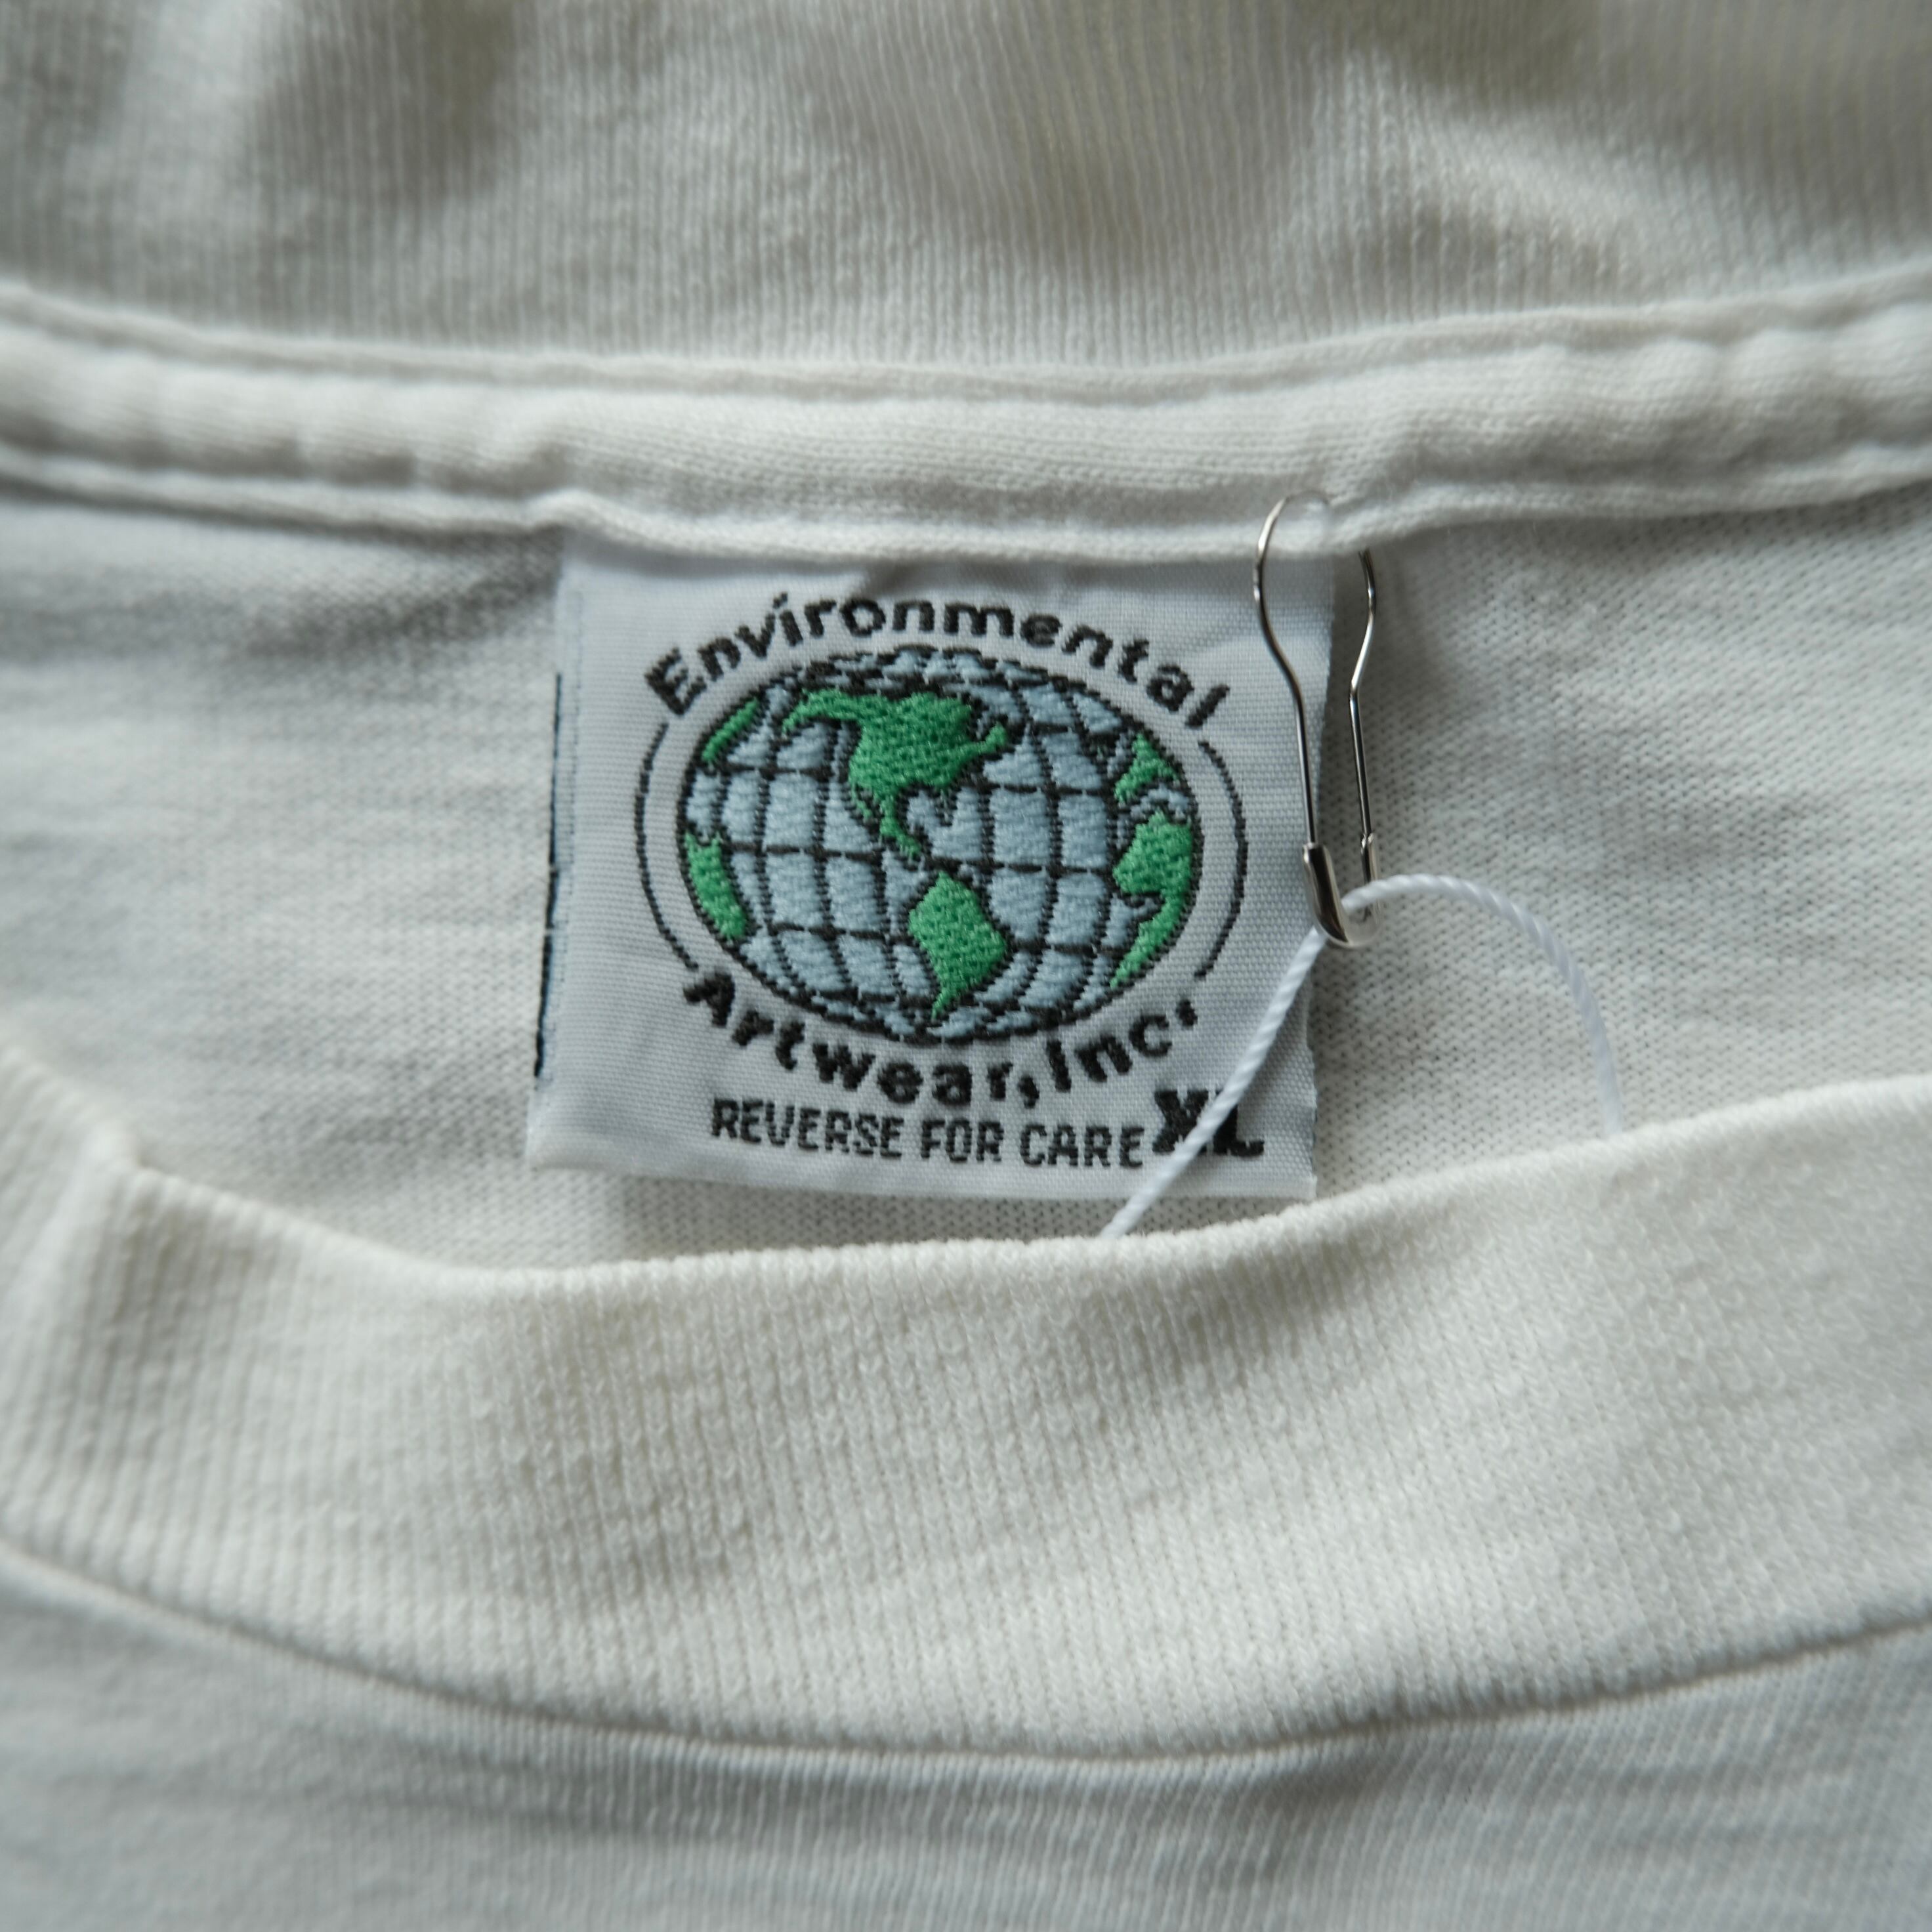 Environmental
Artwear, Inc.
REVERSE FOR CARE XL